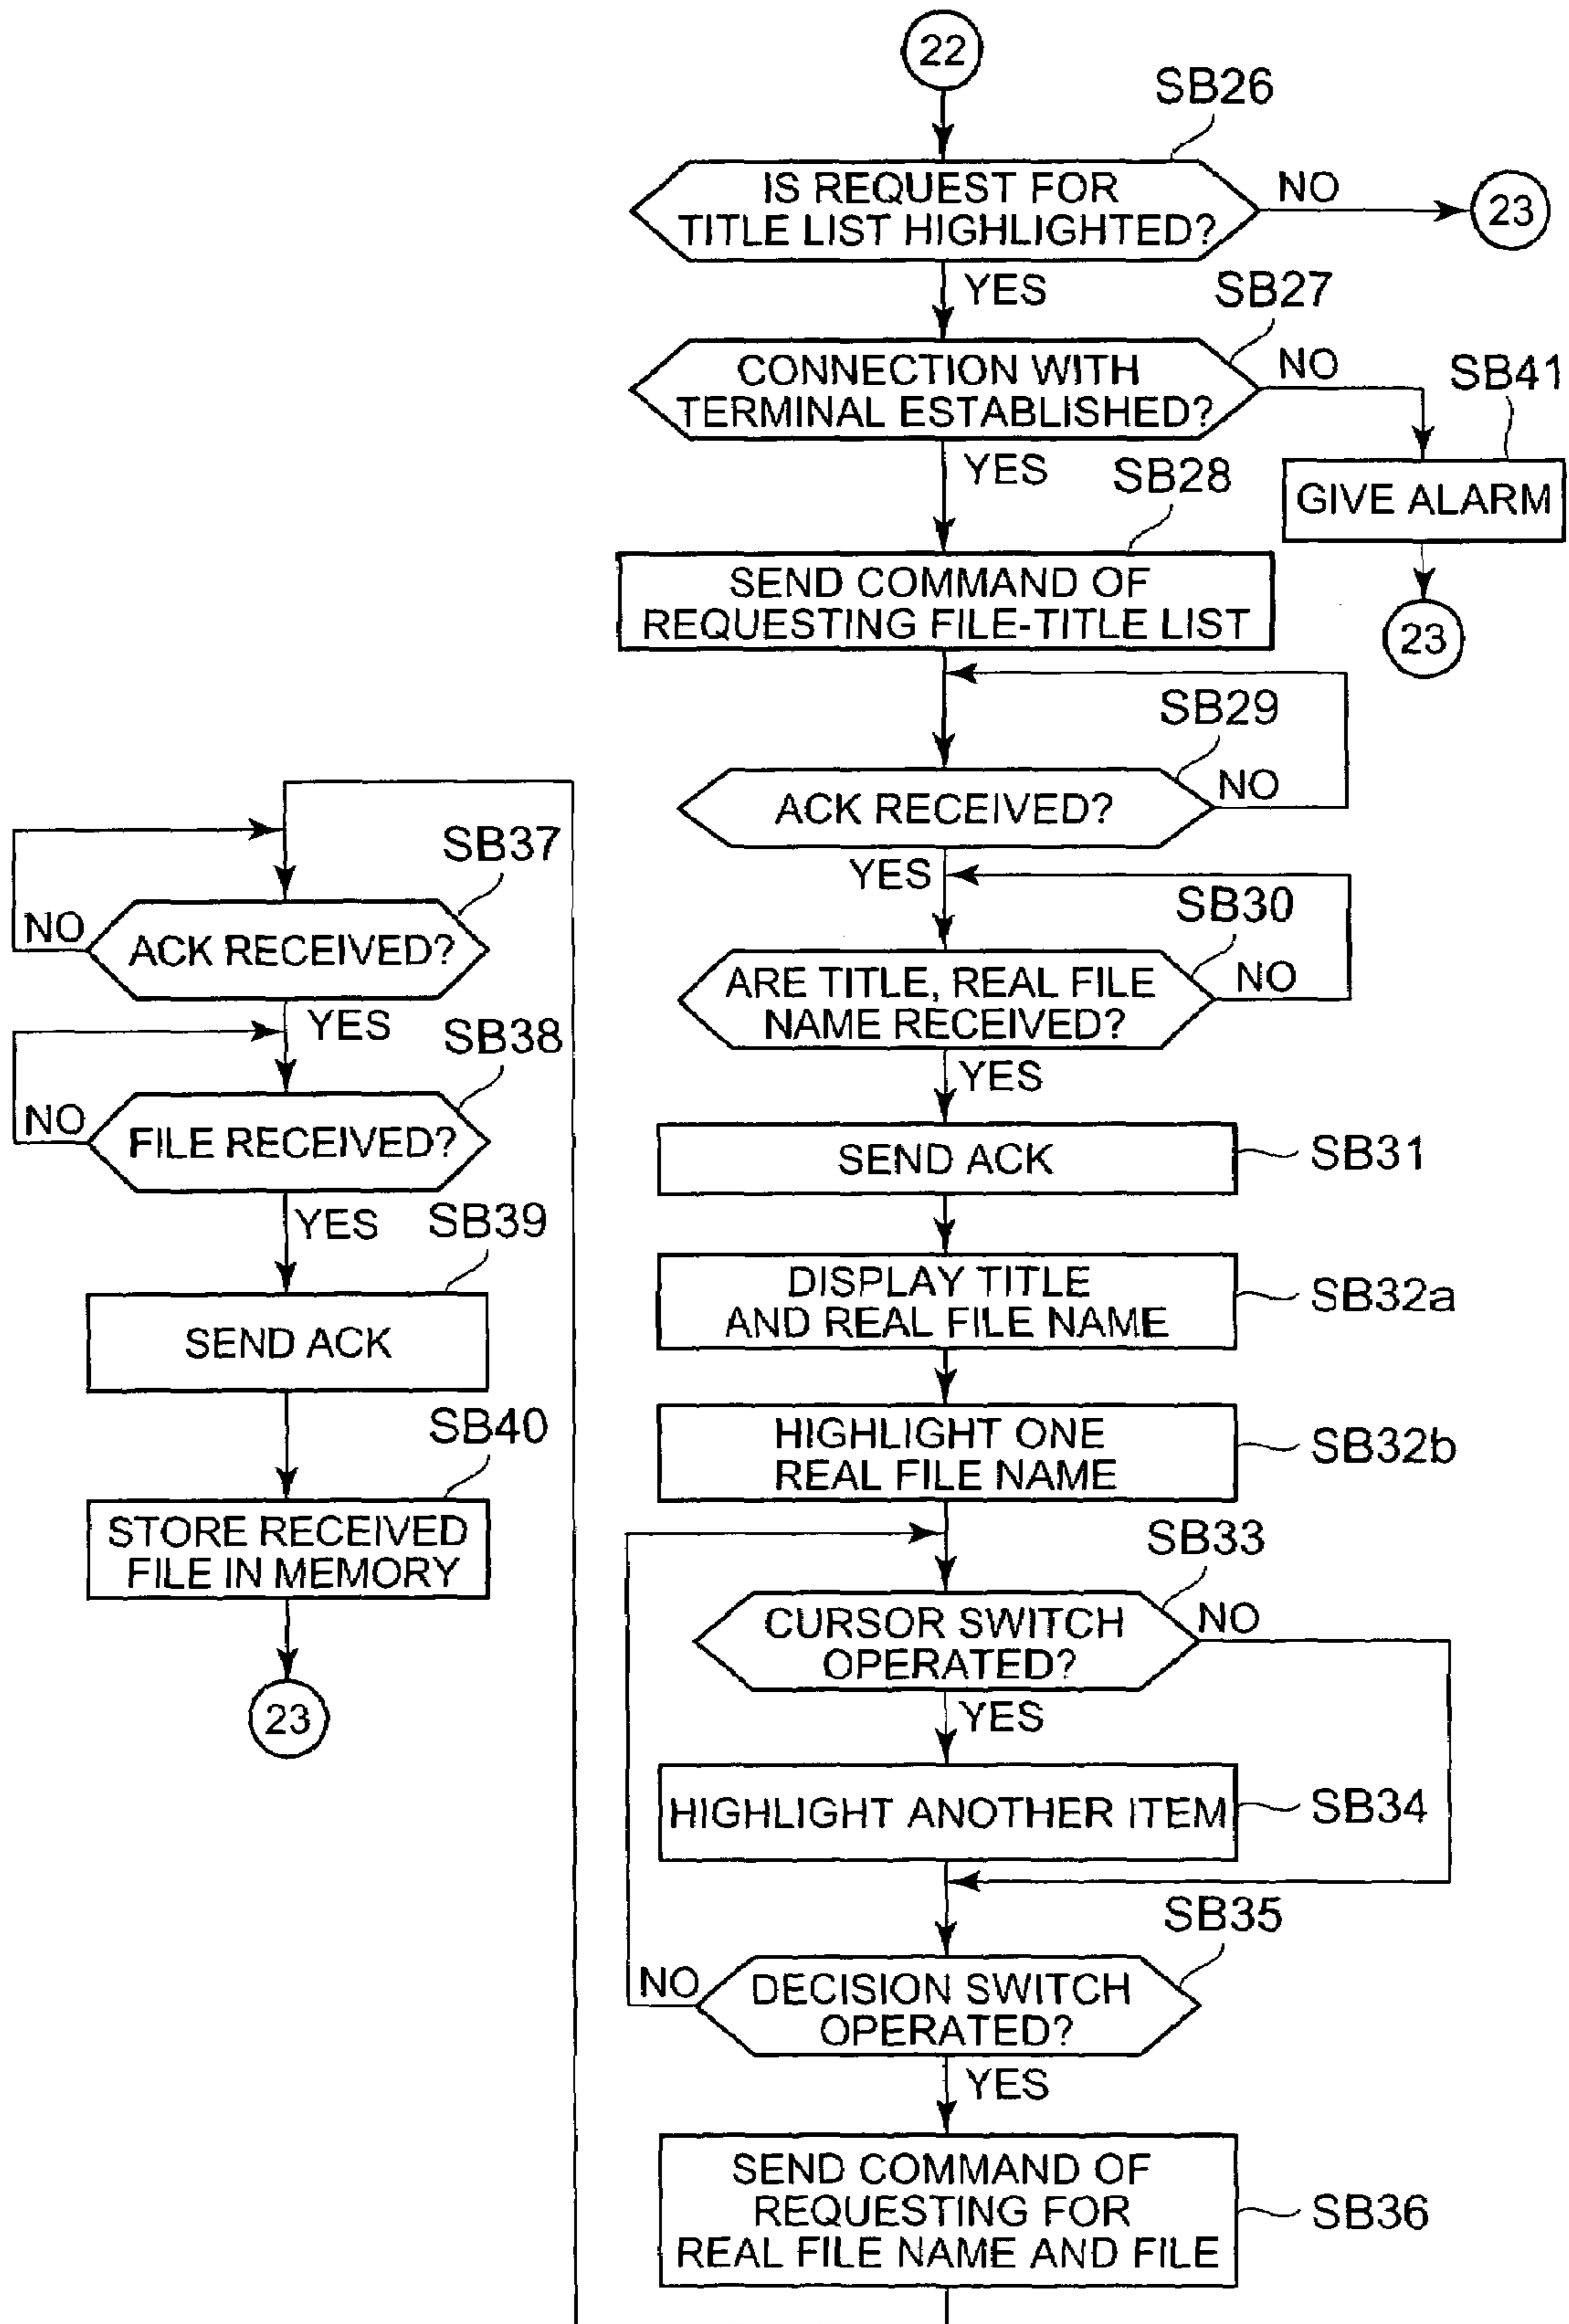 22
SB26
IS REQUEST FOR
TITLE LIST HIGHLIGHTED?
NO
23
YES
SB27
CONNECTION WITH
TERMINAL ESTABLISHED?
NO
SB41
GIVE ALARM
23
YES
SB28
SEND COMMAND OF
REQUESTING FILE-TITLE LIST
SB29
ACK RECEIVED?
NO
YES
SB30
ARE TITLE, REAL FILE
NAME RECEIVED?
NO
YES
SEND ACK
SB31
DISPLAY TITLE
AND REAL FILE NAME
SB32a
HIGHLIGHT ONE
REAL FILE NAME
SB32b
SB33
CURSOR SWITCH
OPERATED?
NO
YES
HIGHLIGHT ANOTHER ITEM
SB34
SB35
DECISION SWITCH
OPERATED?
NO
YES
SEND COMMAND OF
REQUESTING FOR
REAL FILE NAME AND FILE
SB36
SB37
ACK RECEIVED?
NO
YES
SB38
FILE RECEIVED?
NO
YES
SB39
SEND ACK
SB40
STORE RECEIVED
FILE IN MEMORY
23